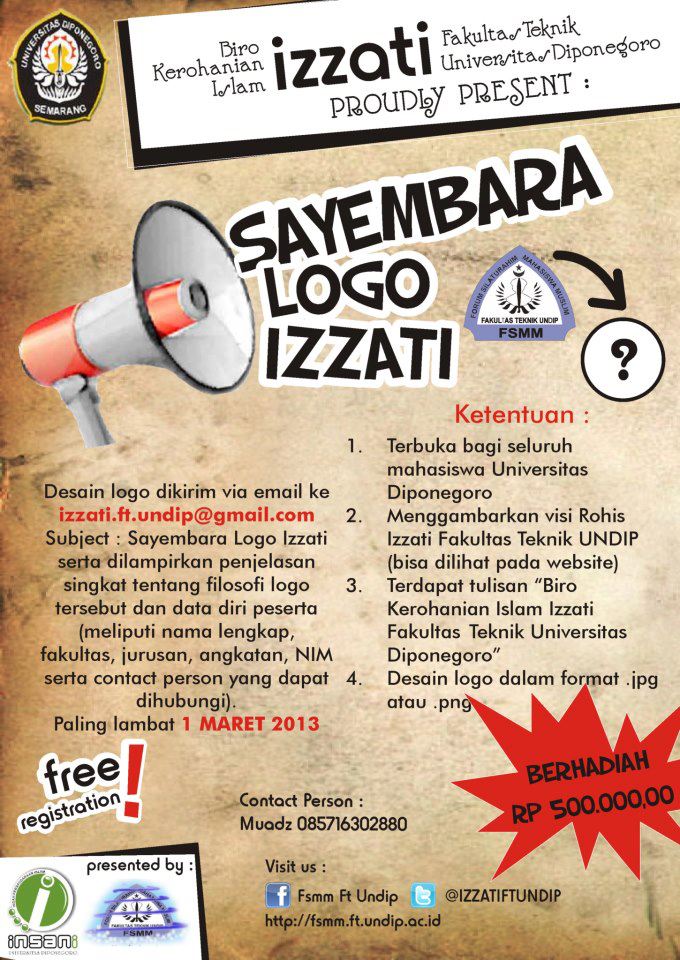 UNIVERSITAS DIPONEGORO
SEMARANG
Biro
Kerohanian
Islam
izzati
Fakultas Teknik
Universitas Diponegoro
PROUDLY PRESENT :
SAYEMBARA
LOGO
IZZATI
FORUM SILATURAHIM MAHASISWA MUSLIM
FAKULTAS TEKNIK UNDIP
FSMM
?
Ketentuan :
1. Terbuka bagi seluruh
mahasiswa Universitas
Diponegoro
2. Menggambarkan visi Rohis
Izzati Fakultas Teknik UNDIP
(bisa dilihat pada website)
3. Terdapat tulisan “Biro
Kerohanian Islam Izzati
Fakultas Teknik Universitas
Diponegoro”
4. Desain logo dalam format .jpg
atau .png
Desain logo dikirim via email ke
izzati.ft.undip@gmail.com
Subject : Sayembara Logo Izzati
serta dilampirkan penjelasan
singkat tentang filosofi logo
tersebut dan data diri peserta
(meliputi nama lengkap,
fakultas, jurusan, angkatan, NIM
serta contact person yang dapat
dihubungi).
Paling lambat 1 MARET 2013
free
registration!
BERHADIAH
RP 500.000,00
Contact Person :
Muadz 085716302880
Visit us :
Fsmm Ft Undip
@IZZATIFTUNDIP
http://fsmm.ft.undip.ac.id
presented by :
insani
UNIVERSITAS DIPONEGORO
FAKULTAS TEKNIK UNDIP
FSMM